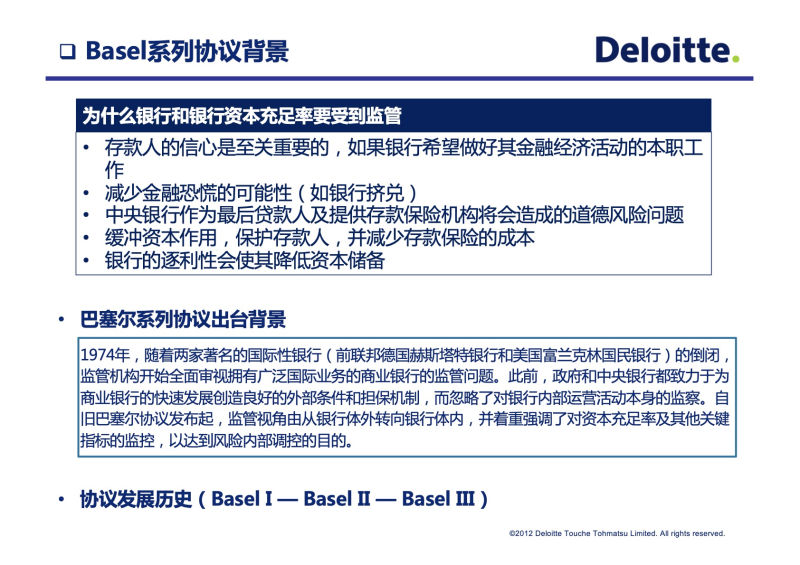 ❑ Basel系列协议背景
Deloitte.
为什么银行和银行资本充足率要受到监管
• 存款人的信心是至关重要的，如果银行希望做好其金融经济活动的本职工
作
• 减少金融恐慌的可能性（如银行挤兑）
• 中央银行作为最后贷款人及提供存款保险机构将会造成的道德风险问题
• 缓冲资本作用，保护存款人，并减少存款保险的成本
• 银行的逐利性会使其降低资本储备
• 巴塞尔系列协议出台背景
1974年，随着两家著名的国际性银行（前联邦德国赫斯塔特银行和美国富兰克林国民银行）的倒闭，
监管机构开始全面审视拥有广泛国际业务的商业银行的监管问题。此前，政府和中央银行都致力于为
商业银行的快速发展创造良好的外部条件和担保机制，而忽略了对银行内部运营活动本身的监察。自
旧巴塞尔协议发布起，监管视角由从银行体外转向银行体内，并着重强调了对资本充足率及其他关键
指标的监控，以达到风险内部调控的目的。
• 协议发展历史（Basel I — Basel II — Basel III）
©2012 Deloitte Touche Tohmatsu Limited. All rights reserved.